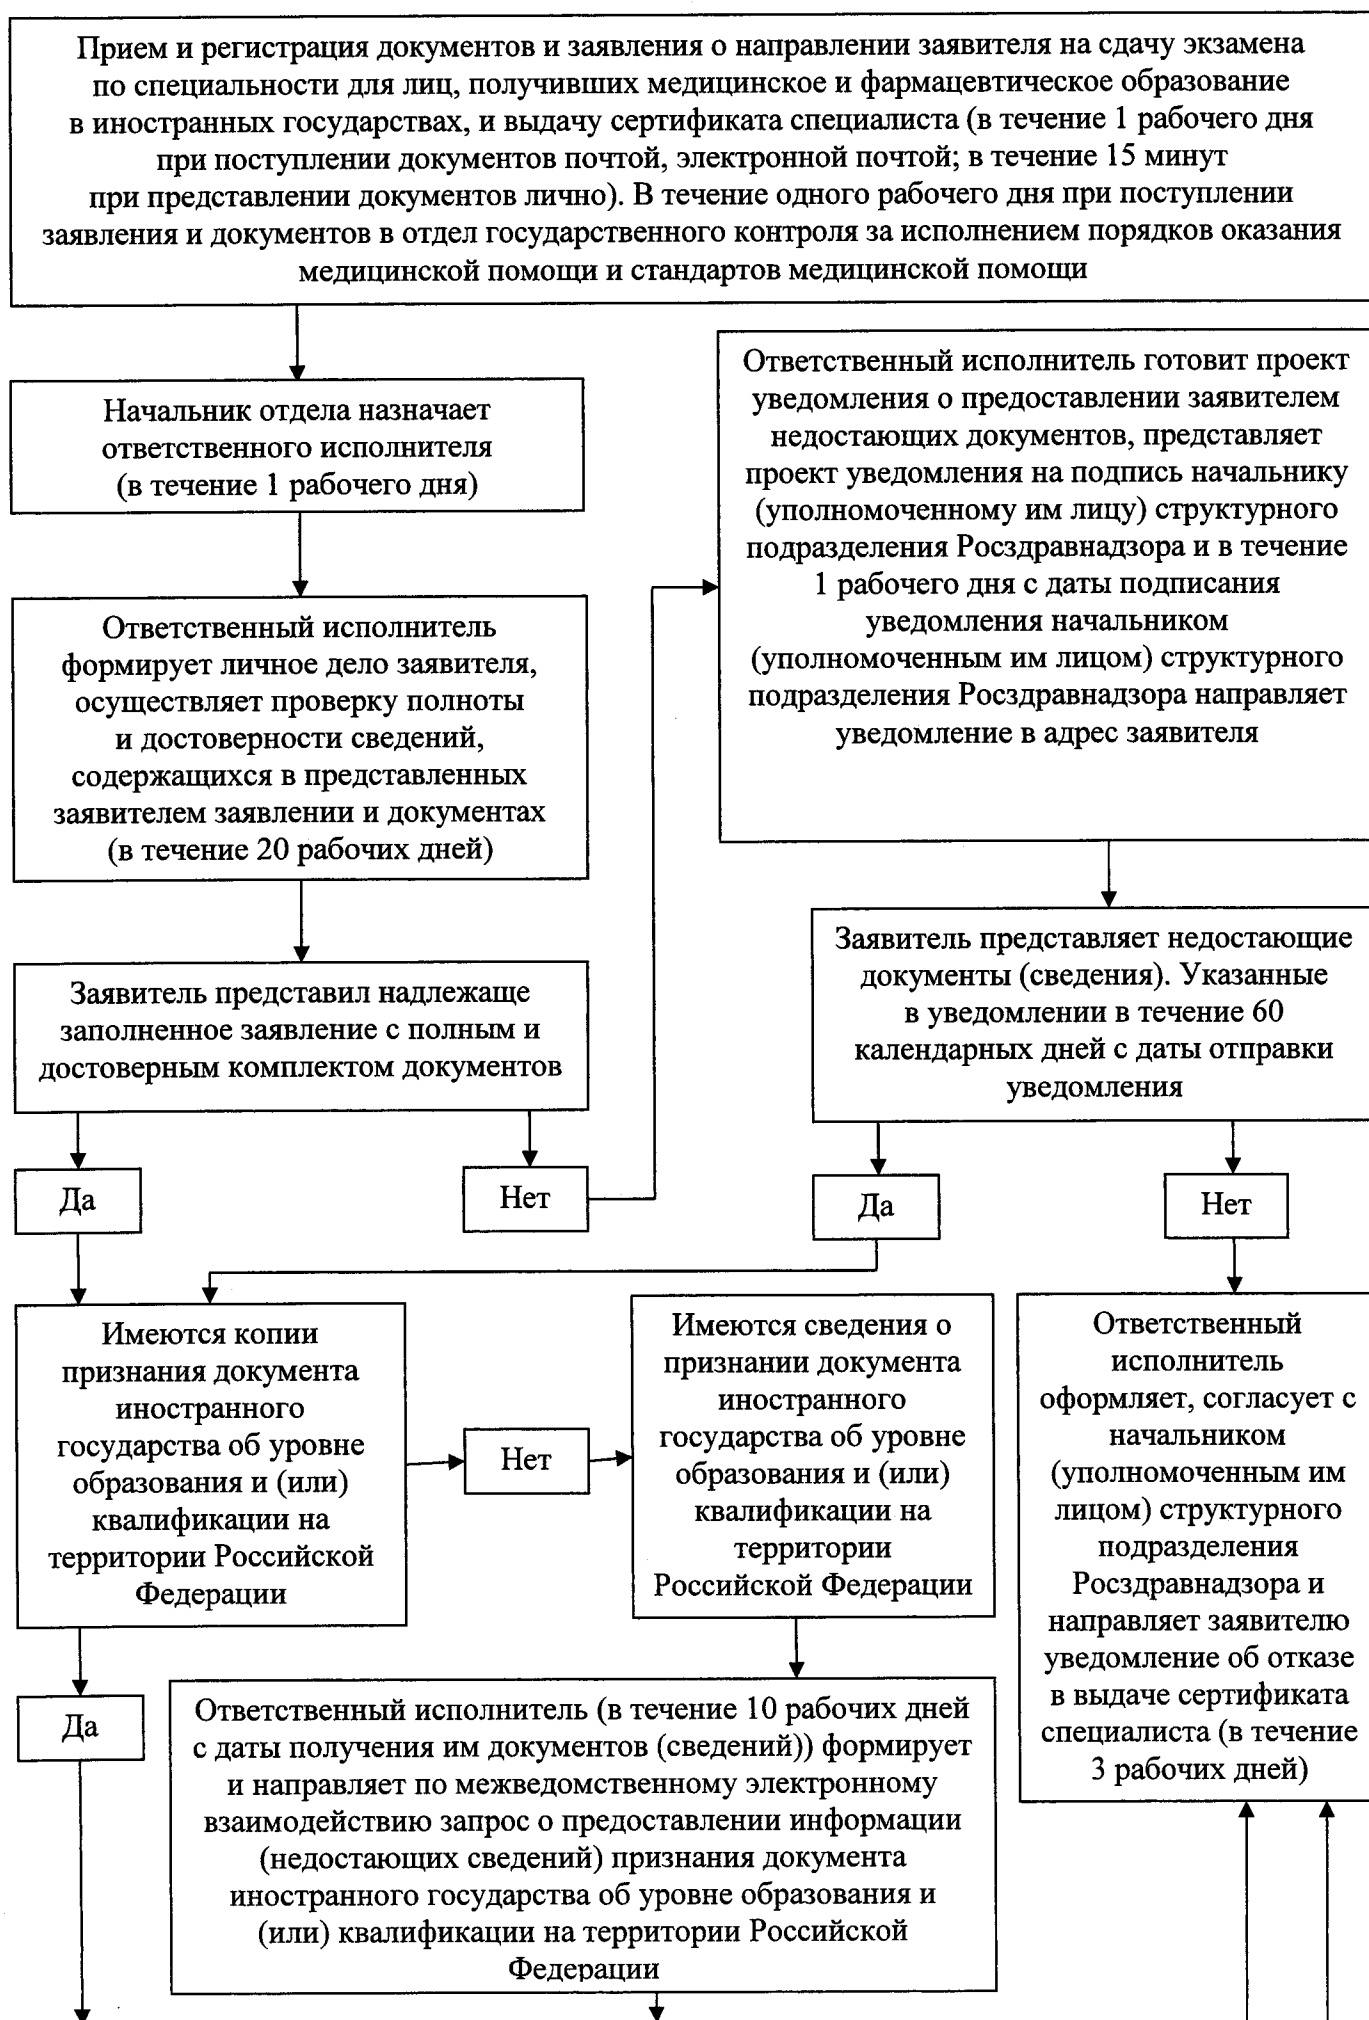 Прием и регистрация документов и заявления о направлении заявителя на сдачу экзамена
по специальности для лиц, получивших медицинское и фармацевтическое образование
в иностранных государствах, и выдачу сертификата специалиста (в течение 1 рабочего дня
при поступлении документов почтой, электронной почтой; в течение 15 минут
при представлении документов лично). В течение одного рабочего дня при поступлении
заявления и документов в отдел государственного контроля за исполнением порядков оказания
медицинской помощи и стандартов медицинской помощи
Начальник отдела назначает
ответственного исполнителя
(в течение 1 рабочего дня)
Ответственный исполнитель готовит проект
уведомления о предоставлении заявителем
недостающих документов, представляет
проект уведомления на подпись начальнику
(уполномоченному им лицу) структурного
подразделения Росздравнадзора и в течение
1 рабочего дня с даты подписания
уведомления начальником
(уполномоченным им лицом) структурного
подразделения Росздравнадзора направляет
уведомление в адрес заявителя
Ответственный исполнитель
формирует личное дело заявителя,
осуществляет проверку полноты
и достоверности сведений,
содержащихся в представленных
заявителем заявлении и документах
(в течение 20 рабочих дней)
Заявитель представил надлежаще
заполненное заявление с полным и
достоверным комплектом документов
Заявитель представляет недостающие
документы (сведения). Указанные
в уведомлении в течение 60
календарных дней с даты отправки
уведомления
Да
Нет
Да
Нет
Имеются копии
признания документа
иностранного
государства об уровне
образования и (или)
квалификации на
территории Российской
Федерации
Нет
Имеются сведения о
признании документа
иностранного
государства об уровне
образования и (или)
квалификации на
территории
Российской Федерации
Ответственный
исполнитель
оформляет, согласует с
начальником
(уполномоченным им
лицом) структурного
подразделения
Росздравнадзора и
направляет заявителю
уведомление об отказе
в выдаче сертификата
специалиста (в течение
3 рабочих дней)
Да
Ответственный исполнитель (в течение 10 рабочих дней
с даты получения им документов (сведений)) формирует
и направляет по межведомственному электронному
взаимодействию запрос о предоставлении информации
(недостающих сведений) признания документа
иностранного государства об уровне образования и
(или) квалификации на территории Российской
Федерации